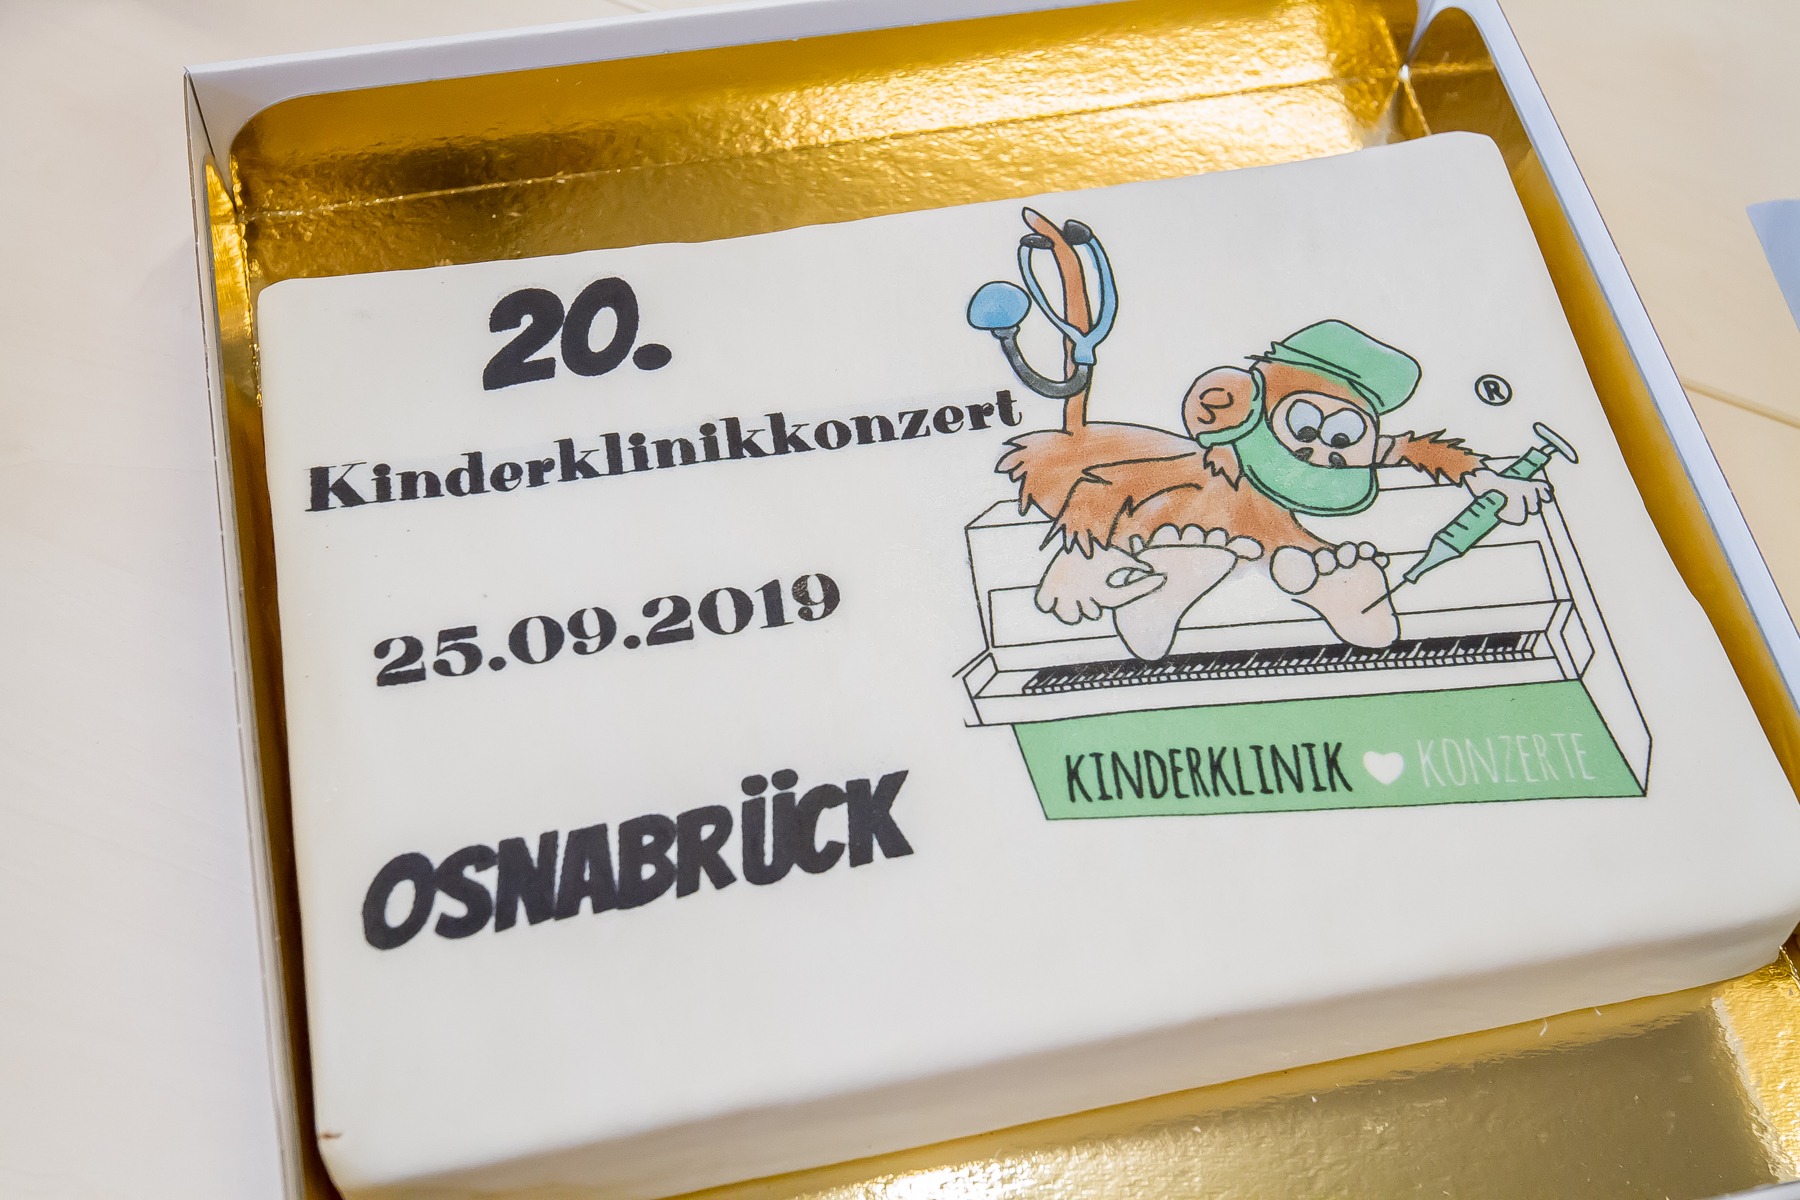 20.
Kinderklinikkonzert
25.09.2019
OSNABRÜCK
®
KINDERKLINIK ♥ KONZERTE